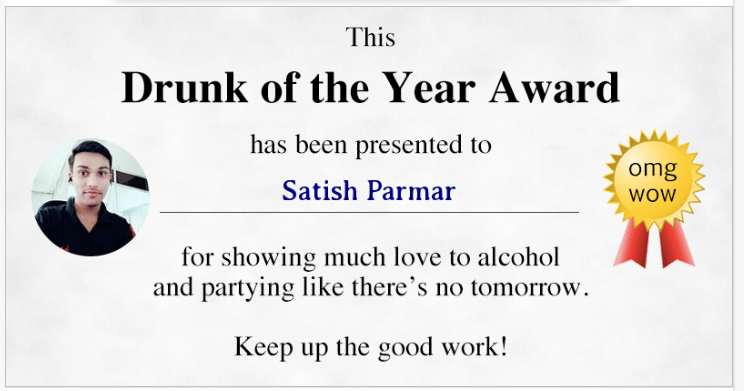 This
Drunk of the Year Award
has been presented to
Satish Parmar
omg
wow
for showing much love to alcohol
and partying like there’s no tomorrow.
Keep up the good work!